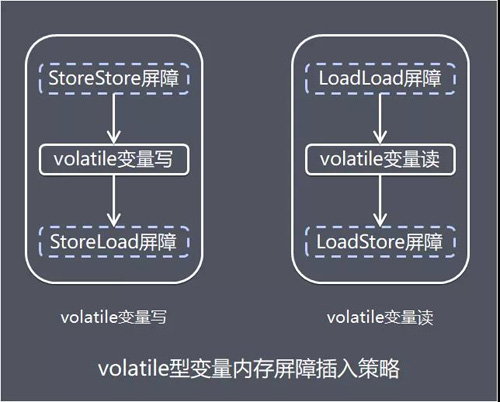 StoreStore屏障
volatile变量写
StoreLoad屏障
volatile变量写
LoadLoad屏障
volatile变量读
LoadStore屏障
volatile变量读
volatile型变量内存屏障插入策略